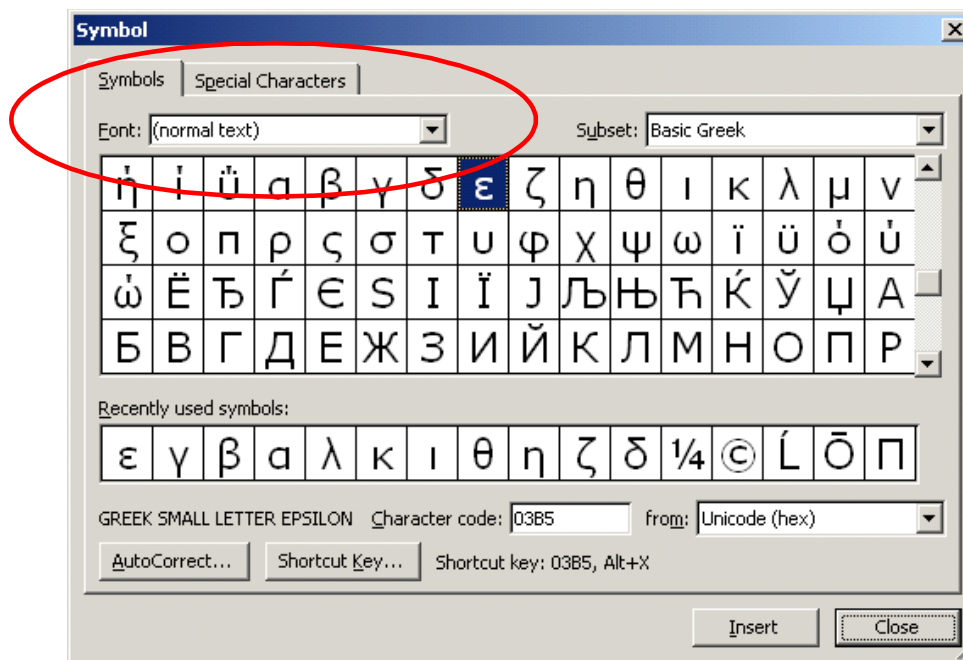 Symbol
Symbols Special Characters
Font: (normal text) Subset: Basic Greek
ή ί ΰ α β γ δ ε ζ η θ ι κ λ μ ν
ξ ο π ρ ς σ τ υ φ χ ψ ω ϊ ϋ ό ύ
ώ Ё Ђ Ѓ Є Ѕ І Ї Ј Љ Њ Ћ Ќ Ў Џ А
Б В Г Д Е Ж З И Й К Л М Н О П Р
Recently used symbols:
ε γ β α λ κ ι θ η ζ δ ¼ © Ĺ Ō Π
GREEK SMALL LETTER EPSILON Character code: 03B5 from: Unicode (hex)
AutoCorrect... Shortcut Key... Shortcut key: 03B5, Alt+X
Insert Close